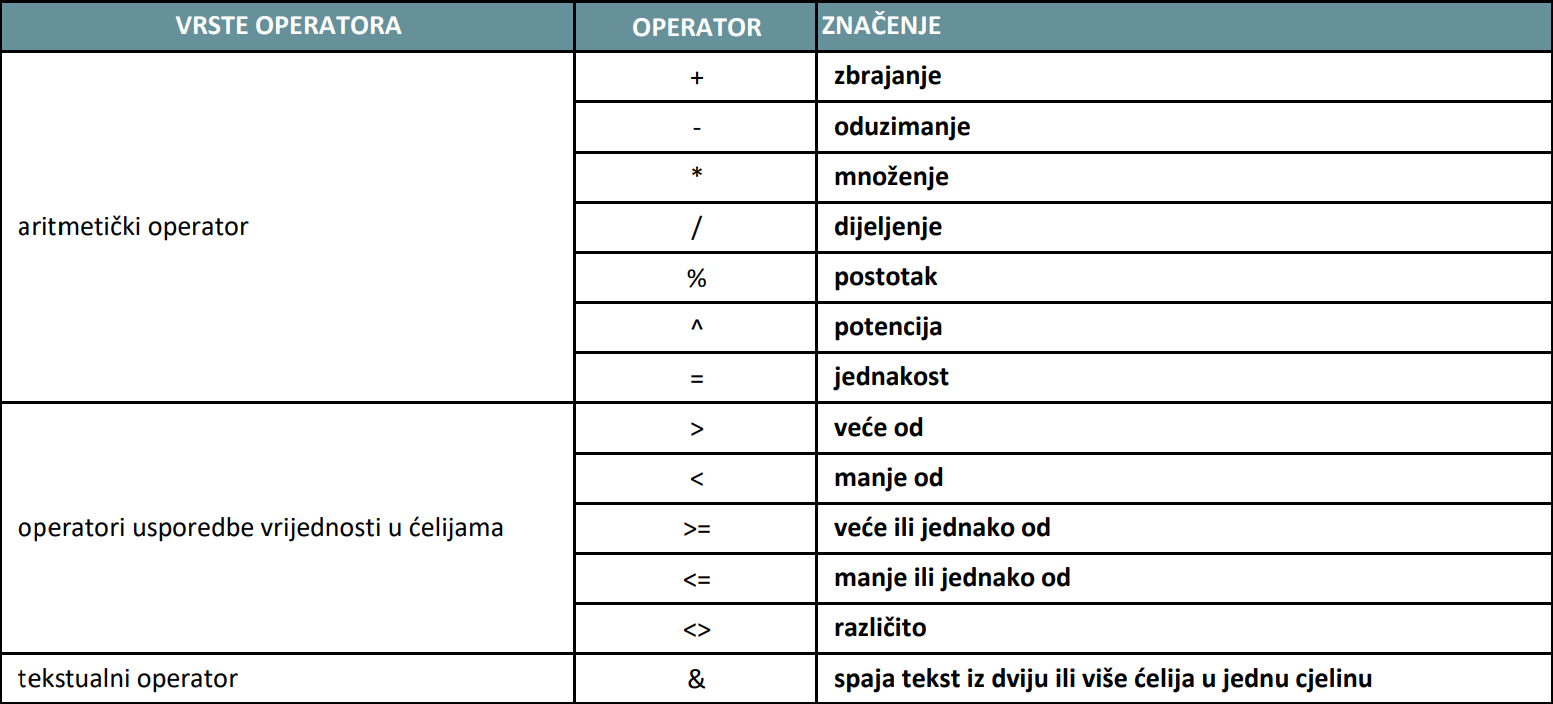 VRSTE OPERATORA OPERATOR ZNAČENJE
+ zbrajanje
- oduzimanje
* množenje
aritmetički operator / dijeljenje
% postotak
^ potencija
= jednakost
> veće od
< manje od
operatori usporedbe vrijednosti u ćelijama >= veće ili jednako od
<= manje ili jednako od
<> različito
tekstualni operator & spaja tekst iz dviju ili više ćelija u jednu cjelinu